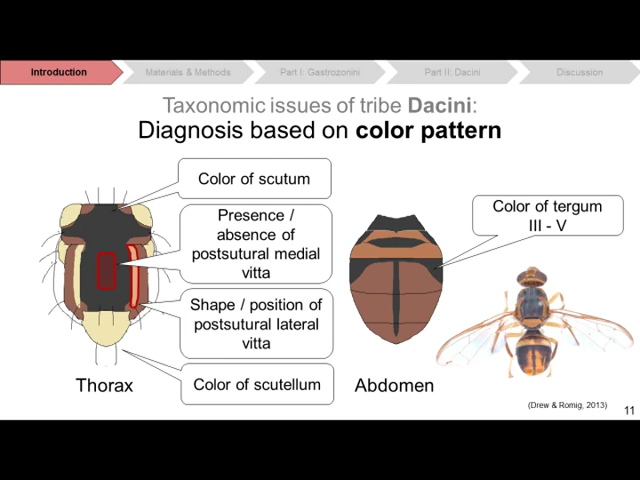 Introduction
Materials & Methods
Part I: Gastrozonini
Part II: Dacini
Discussion
Taxonomic issues of tribe Dacini:
Diagnosis based on color pattern
Color of scutum
Presence /
absence of
postsutural medial
vitta
Shape / position of
postsutural lateral
vitta
Color of scutellum
Thorax
Color of tergum
III - V
Abdomen
(Drew & Romig, 2013)
11